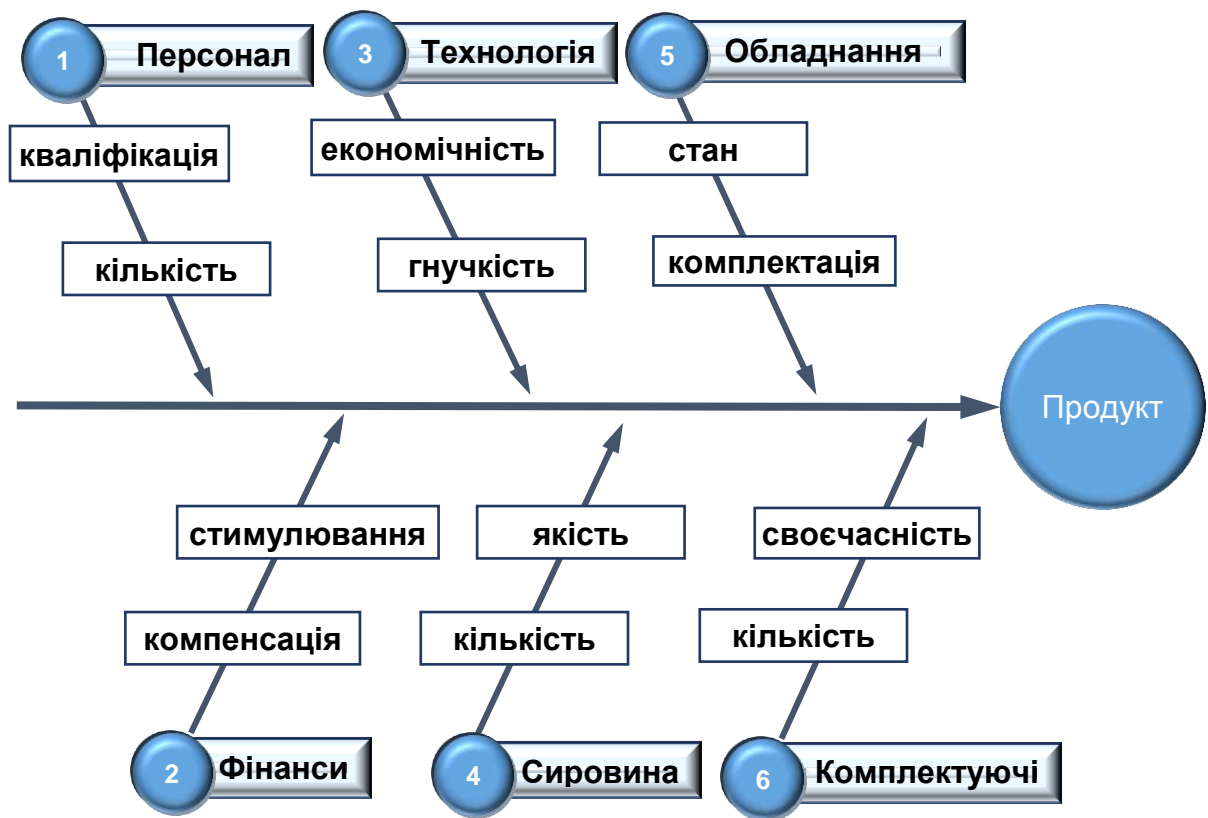 1 Персонал
3 Технологія
5 Обладнання
кваліфікація
економічність
стан
кількість
гнучкість
комплектація
Продукт
стимулювання
якість
своєчасність
компенсація
кількість
кількість
2 Фінанси
4 Сировина
6 Комплектуючі